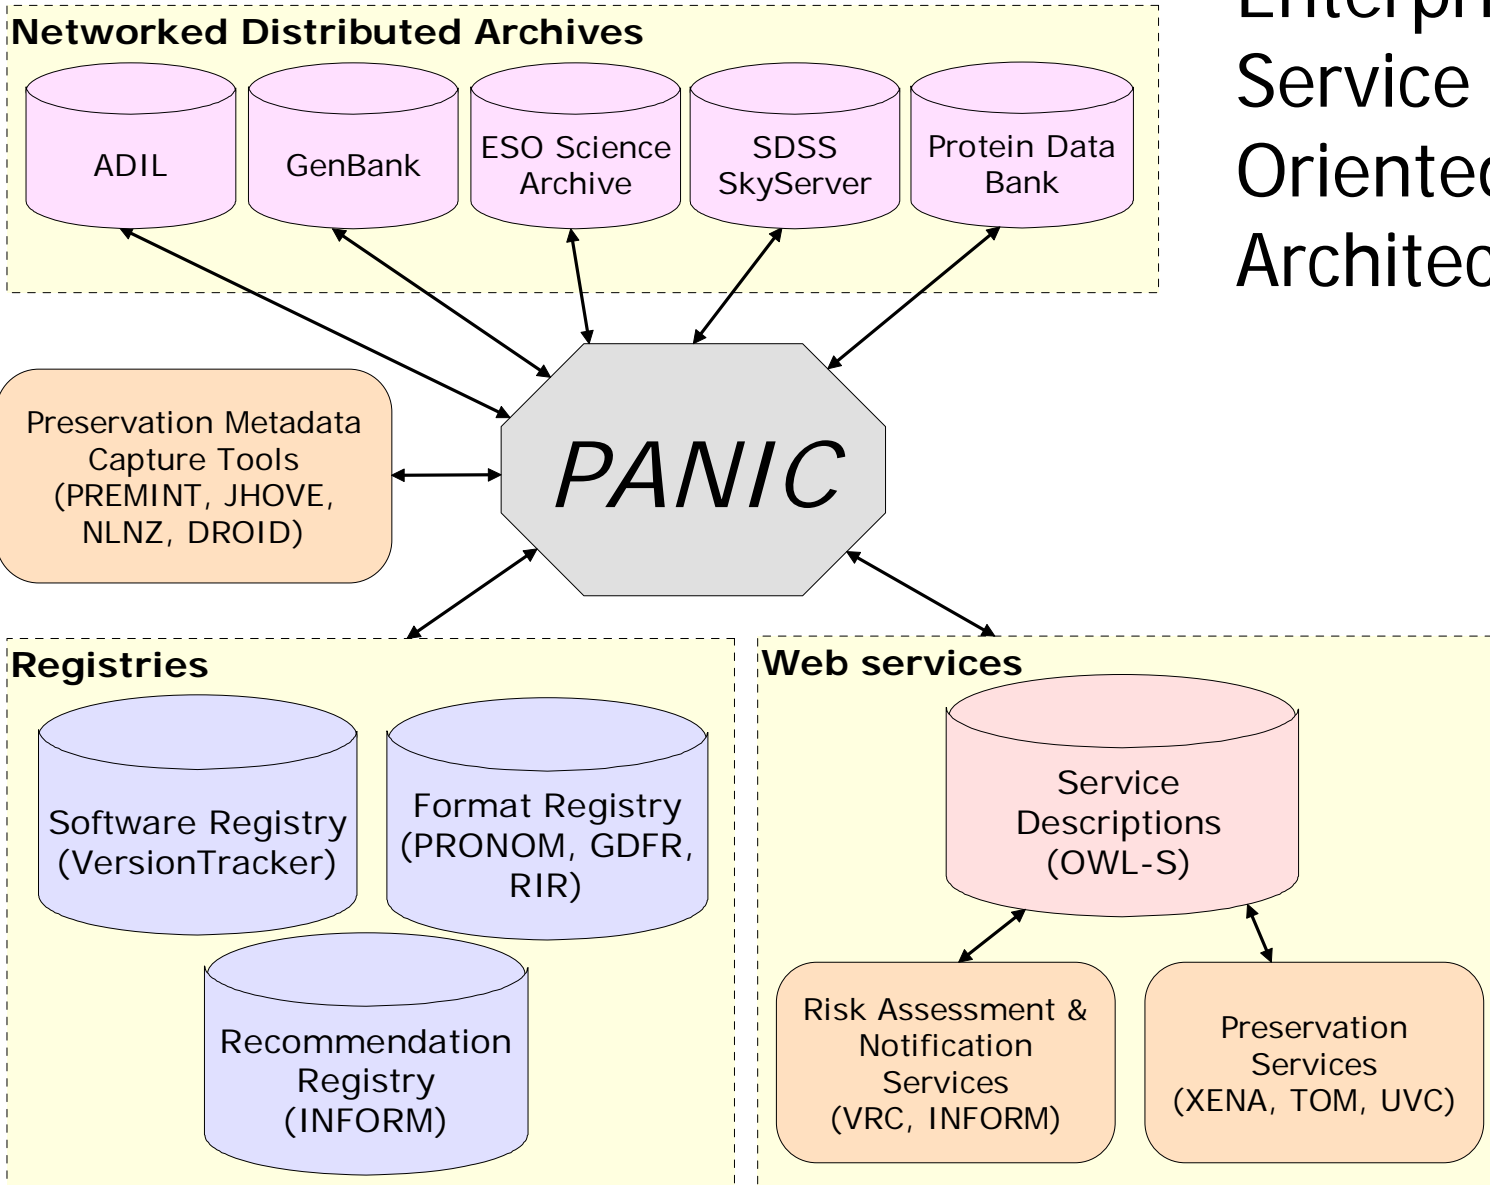 Networked Distributed Archives
ADIL
GenBank
ESO Science
Archive
SDSS
SkyServer
Protein Data
Bank
Service
Preservation Metadata
Capture Tools
(PREMINT, JHOVE,
NLNZ, DROID)
PANIC
Registries
Software Registry
(VersionTracker)
Format Registry
(PRONOM, GDFR,
RIR)
Recommendation
Registry
(INFORM)
Web services
Service
Descriptions
(OWL-S)
Risk Assessment &
Notification
Services
(VRC, INFORM)
Preservation
Services
(XENA, TOM, UVC)